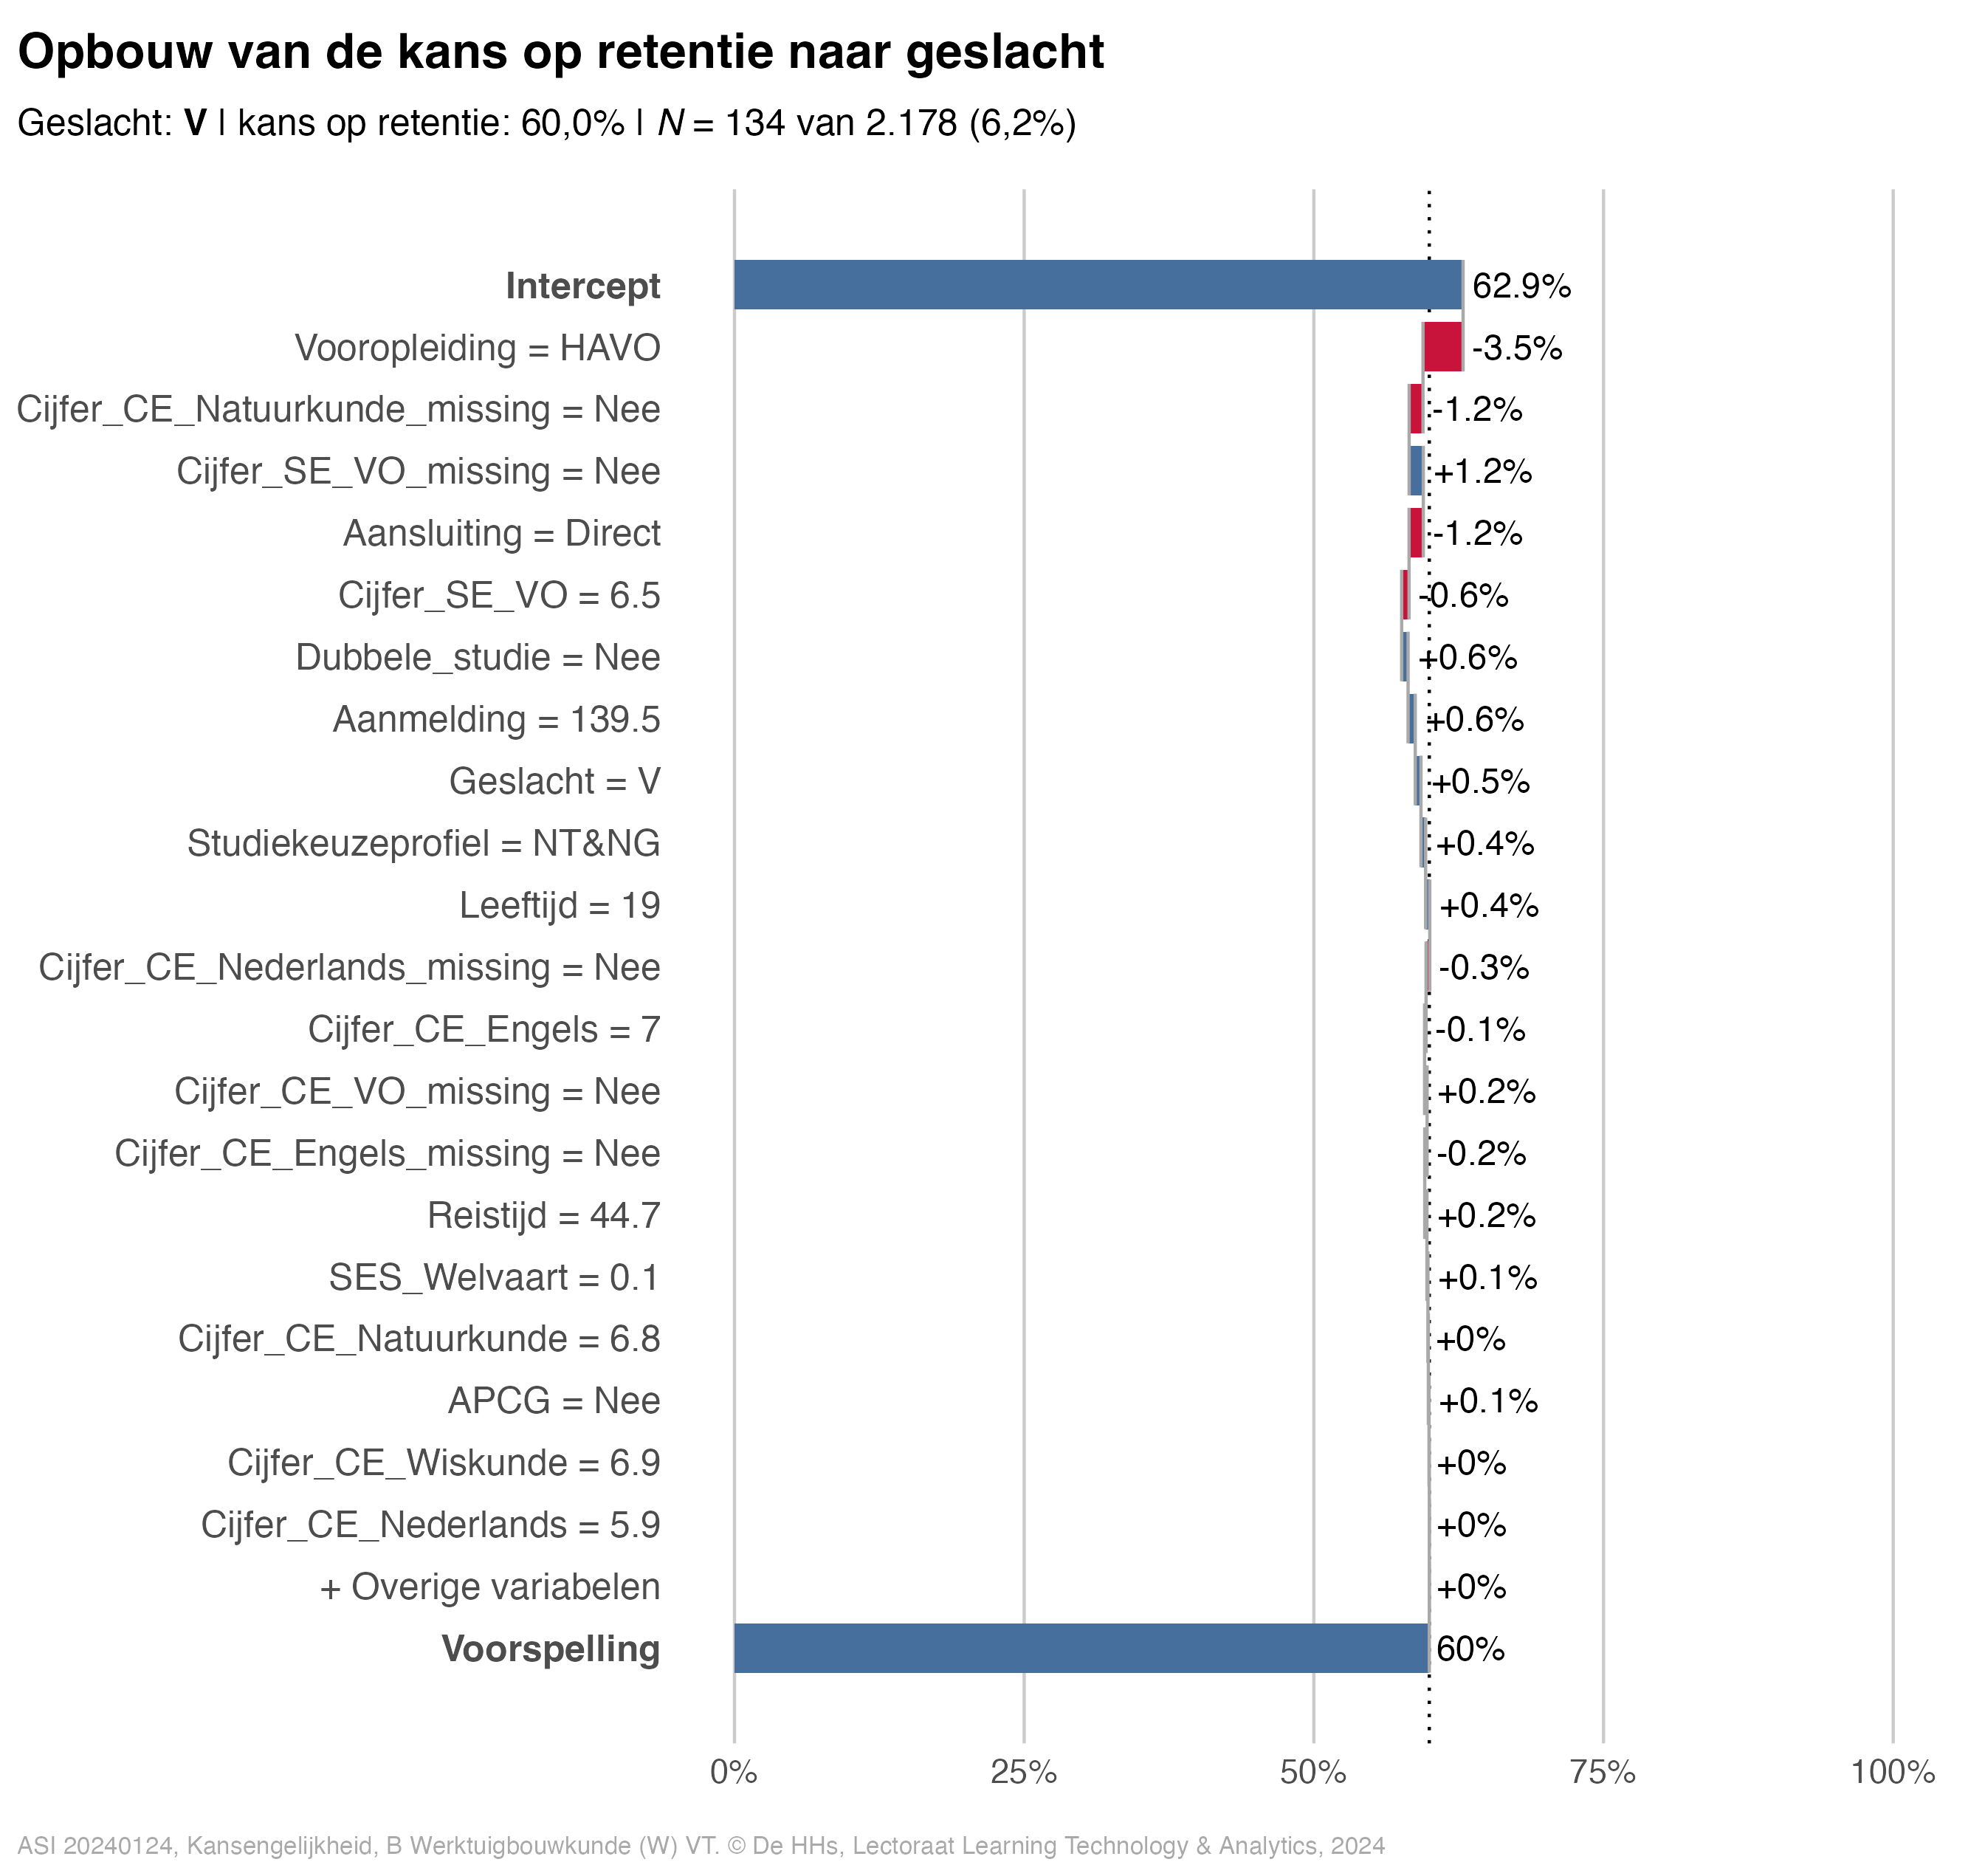 Opbouw van de kans op retentie naar geslacht
Geslacht: V | kans op retentie: 60,0% | N = 134 van 2.178 (6,2%)
Intercept 62.9%
Vooropleiding = HAVO -3.5%
Cijfer_CE_Natuurkunde_missing = Nee -1.2%
Cijfer_SE_VO_missing = Nee +1.2%
Aansluiting = Direct -1.2%
Cijfer_SE_VO = 6.5 -0.6%
Dubbele_studie = Nee +0.6%
Aanmelding = 139.5 +0.6%
Geslacht = V +0.5%
Studiekeuzeprofiel = NT&NG +0.4%
Leeftijd = 19 +0.4%
Cijfer_CE_Nederlands_missing = Nee -0.3%
Cijfer_CE_Engels = 7 -0.1%
Cijfer_CE_VO_missing = Nee +0.2%
Cijfer_CE_Engels_missing = Nee -0.2%
Reistijd = 44.7 +0.2%
SES_Welvaart = 0.1 +0.1%
Cijfer_CE_Natuurkunde = 6.8 +0%
APCG = Nee +0.1%
Cijfer_CE_Wiskunde = 6.9 +0%
Cijfer_CE_Nederlands = 5.9 +0%
+ Overige variabelen +0%
Voorspelling 60%
0% 25% 50% 75% 100%
ASI 20240124, Kansengelijkheid, B Werktuigbouwkunde (W) VT. © De HHs, Lectoraat Learning Technology & Analytics, 2024